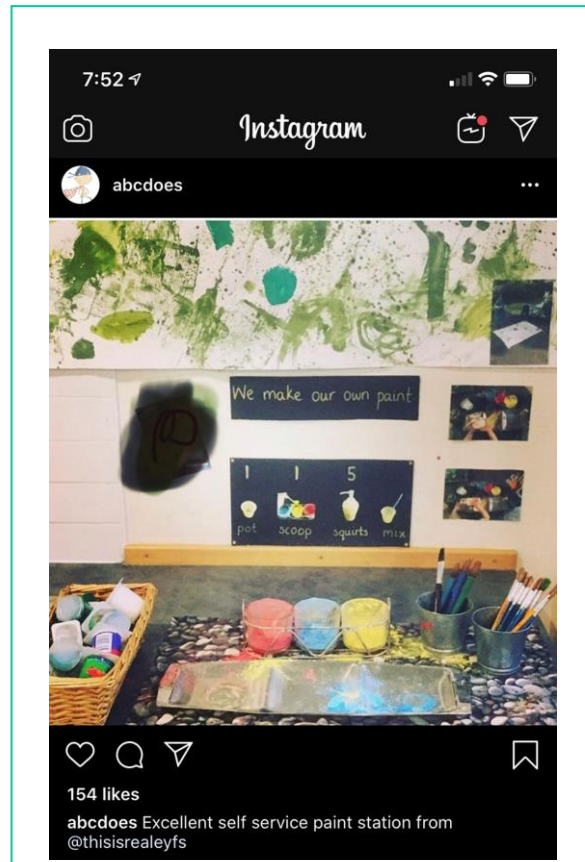 7:52
Instagram
abcdoes
We make our own paint
1 1 5
pot scoop squirts mix
154 likes
abcdoes Excellent self service paint station from
@thisisrealeyfs